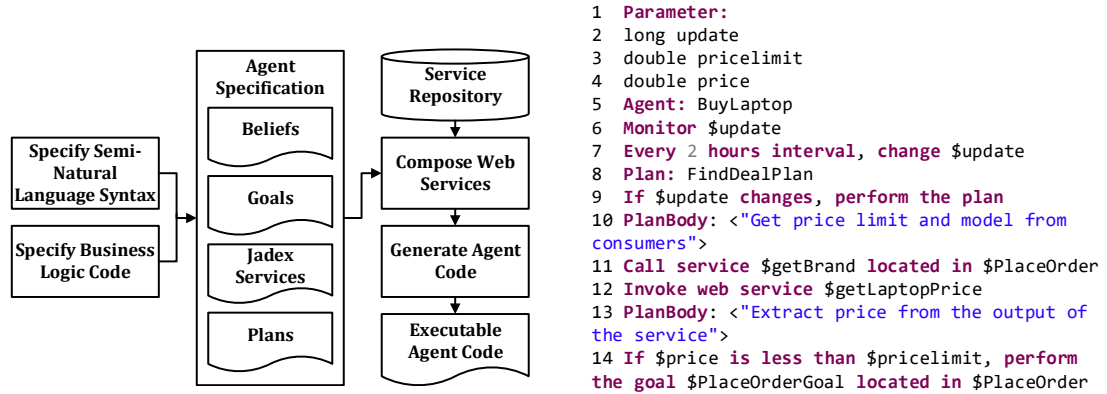 Specify Semi-
Natural
Language Syntax
Specify Business
Logic Code
Agent
Specification
Beliefs
Goals
Jadex
Services
Plans
Service
Repository
Compose Web
Services
Generate Agent
Code
Executable
Agent Code
1 Parameter:
2 long update
3 double pricelimit
4 double price
5 Agent: BuyLaptop
6 Monitor $update
7 Every 2 hours interval, change $update
8 Plan: FindDealPlan
9 If $update changes, perform the plan
10 PlanBody: <"Get price limit and model from
consumers">
11 Call service $getBrand located in $PlaceOrder
12 Invoke web service $getLaptopPrice
13 PlanBody: <"Extract price from the output of
the service">
14 If $price is less than $pricelimit, perform
the goal $PlaceOrderGoal located in $PlaceOrder